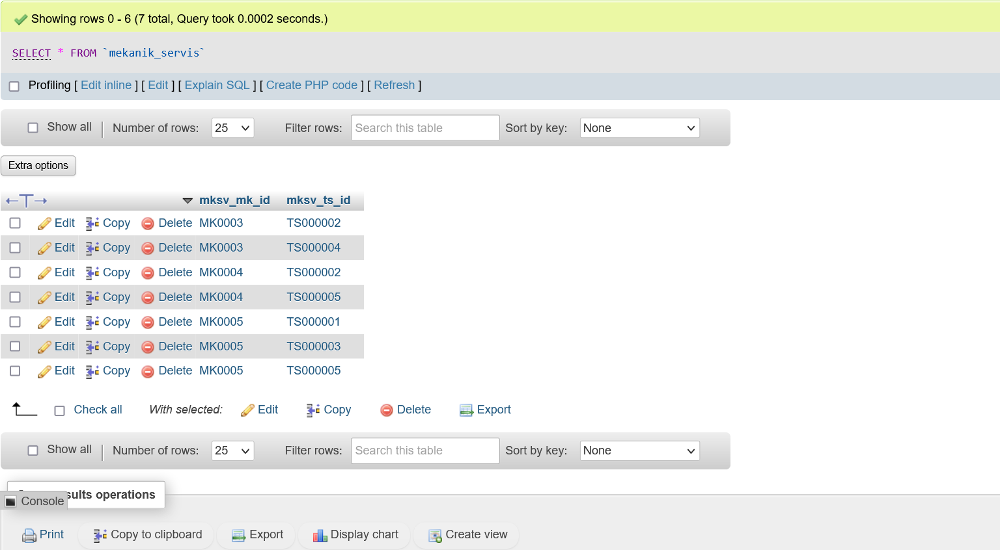 Showing rows 0 - 6 (7 total, Query took 0.0002 seconds.)
SELECT * FROM `mekanik_servis`
Profiling [ Edit inline ] [ Edit ] [ Explain SQL ] [ Create PHP code ] [ Refresh ]
Show all Number of rows: 25 Filter rows: Search this table Sort by key: None
Extra options
mksv_mk_id mksv_ts_id
Edit Copy Delete MK0003 TS000002
Edit Copy Delete MK0003 TS000004
Edit Copy Delete MK0004 TS000002
Edit Copy Delete MK0004 TS000005
Edit Copy Delete MK0005 TS000001
Edit Copy Delete MK0005 TS000003
Edit Copy Delete MK0005 TS000005
Check all With selected: Edit Copy Delete Export
Show all Number of rows: 25 Filter rows: Search this table Sort by key: None
operations
Console
Print Copy to clipboard Export Display chart Create view